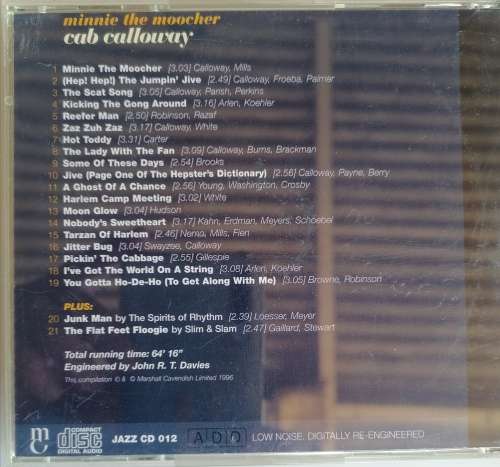 minnie the moocher
cab calloway
1 Minnie The Moocher [3.03] Calloway, Mills
2 (Hep! Hep!) The Jumpin' Jive [2.49] Calloway, Froeba, Palmer
3 The Scat Song [3.05] Calloway, Parish, Perkins
4 Kicking The Gong Around [3.16] Arlen, Koehler
5 Reefer Man [2.50] Robinson, Razaf
6 Zaz Zuh Zaz [3.17] Calloway, White
7 Hot Toddy [3.31] Carter
8 The Lady With The Fan [3.09] Calloway, Burns, Brackman
9 Some Of These Days [2.54] Brooks
10 Jive (Page One Of The Hepster's Dictionary) [2.56] Calloway, Payne, Berry
11 A Ghost Of A Chance [2.56] Young, Washington, Crosby
12 Harlem Camp Meeting [3.02] White
13 Moon Glow [3.04] Hudson
14 Nobody's Sweetheart [3.17] Kahn, Erdman, Meyers, Schoebel
15 Tarzan Of Harlem [2.46] Nemo, Mills, Fien
16 Jitter Bug [3.04] Swayzee, Calloway
17 Pickin' The Cabbage [2.55] Gillespie
18 I've Got The World On A String [3.08] Arlen, Koehler
19 You Gotta Ho-De-Ho (To Get Along With Me) [3.05] Browne, Robinson
PLUS:
20 Junk Man by The Spirits of Rhythm [2.39] Loesser, Meyer
21 The Flat Feet Floogie by Slim & Slam [2.47] Gaillard, Stewart
Total running time: 64' 16"
Engineered by John R. T. Davies
This compilation © & ℗ Marshall Cavendish Limited 1996
mc COMPACT disc DIGITAL AUDIO JAZZ CD 012 ADD LOW NOISE, DIGITALLY RE-ENGINEERED